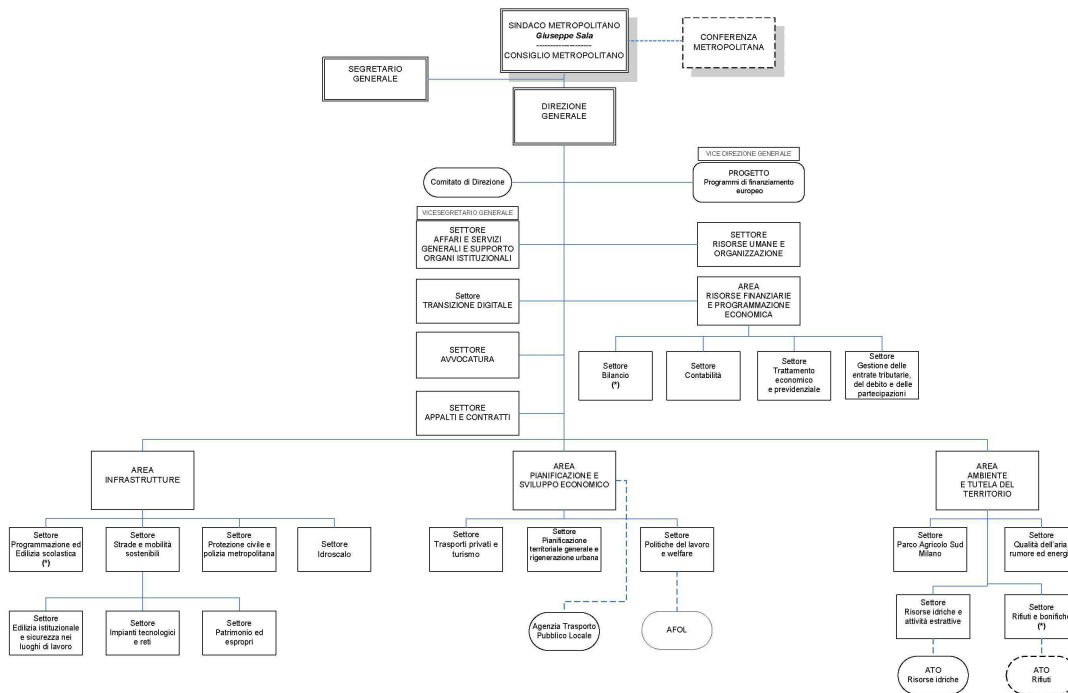 SINDACO METROPOLITANO
Giuseppe Sala
--------------------
CONSIGLIO METROPOLITANO
CONFERENZA
METROPOLITANA
SEGRETARIO
GENERALE
DIREZIONE
GENERALE
VICE DIREZIONE GENERALE
Comitato di Direzione
PROGETTO
Programmi di finanziamento
europeo
VICESEGRETARIO GENERALE
SETTORE
AFFARI E SERVIZI
GENERALI E SUPPORTO
ORGANI ISTITUZIONALI
SETTORE
RISORSE UMANE E
ORGANIZZAZIONE
Settore
TRANSIZIONE DIGITALE
AREA
RISORSE FINANZIARIE
E PROGRAMMAZIONE
ECONOMICA
SETTORE
AVVOCATURA
Settore
Bilancio
(*)
Settore
Contabilità
Settore
Trattamento
economico
e previdenziale
Settore
Gestione delle
entrate tributarie,
del debito e delle
partecipazioni
SETTORE
APPALTI E CONTRATTI
AREA
INFRASTRUTTURE
AREA
PIANIFICAZIONE E
SVILUPPO ECONOMICO
AREA
AMBIENTE
E TUTELA DEL
TERRITORIO
Settore
Programmazione ed
Edilizia scolastica
(*)
Settore
Strade e mobilità
sostenibili
Settore
Protezione civile e
polizia metropolitana
Settore
Idroscalo
Settore
Trasporti privati e
turismo
Settore
Pianificazione
territoriale generale e
rigenerazione urbana
Settore
Politiche del lavoro
e welfare
Settore
Parco Agricolo Sud
Milano
Settore
Qualità dell'aria
rumore ed energi
Settore
Edilizia istituzionale
e sicurezza nei
luoghi di lavoro
Settore
Impianti tecnologici
e reti
Settore
Patrimonio ed
espropri
Agenzia Trasporto
Pubblico Locale
AFOL
Settore
Risorse idriche e
attività estrattive
Settore
Rifiuti e bonifiche
(*)
ATO
Risorse idriche
ATO
Rifiuti